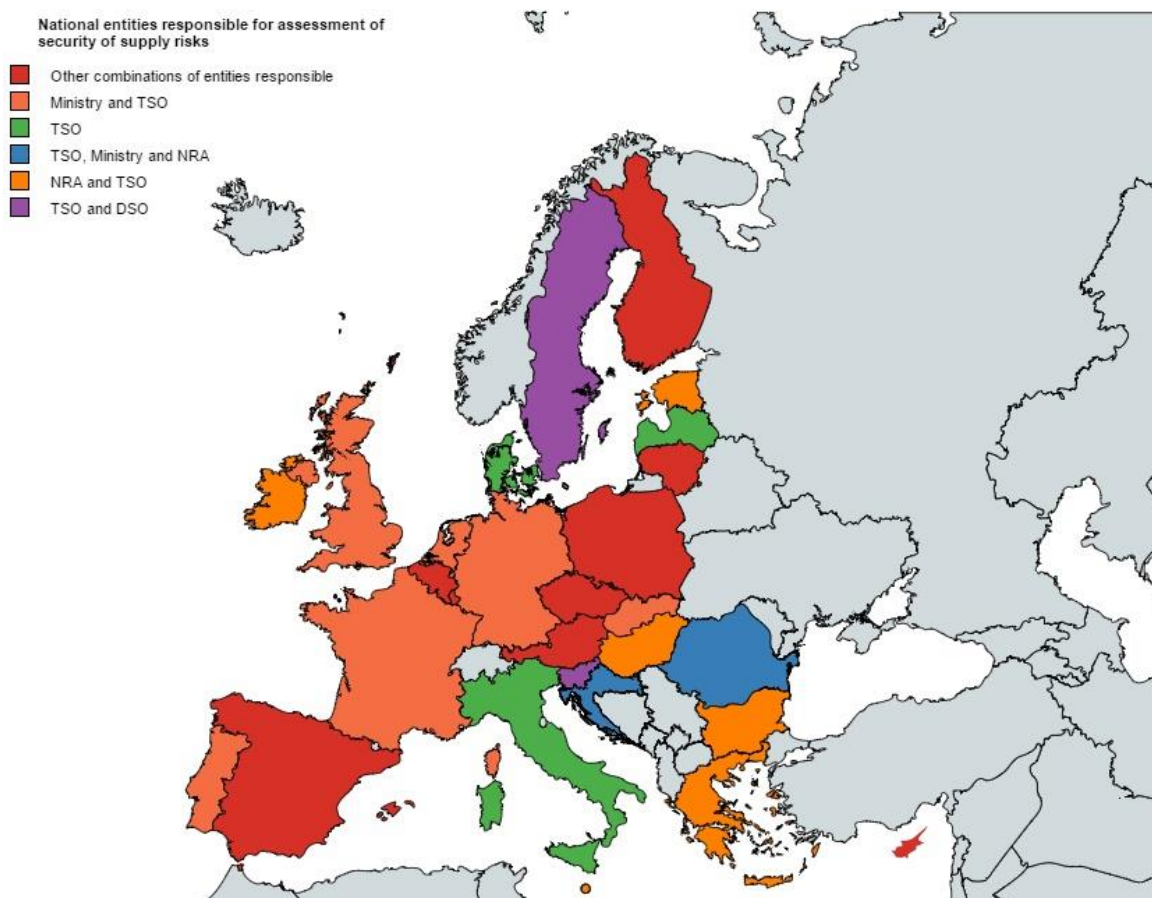 National entities responsible for assessment of
security of supply risks
Other combinations of entities responsible
Ministry and TSO
TSO
TSO, Ministry and NRA
NRA and TSO
TSO and DSO